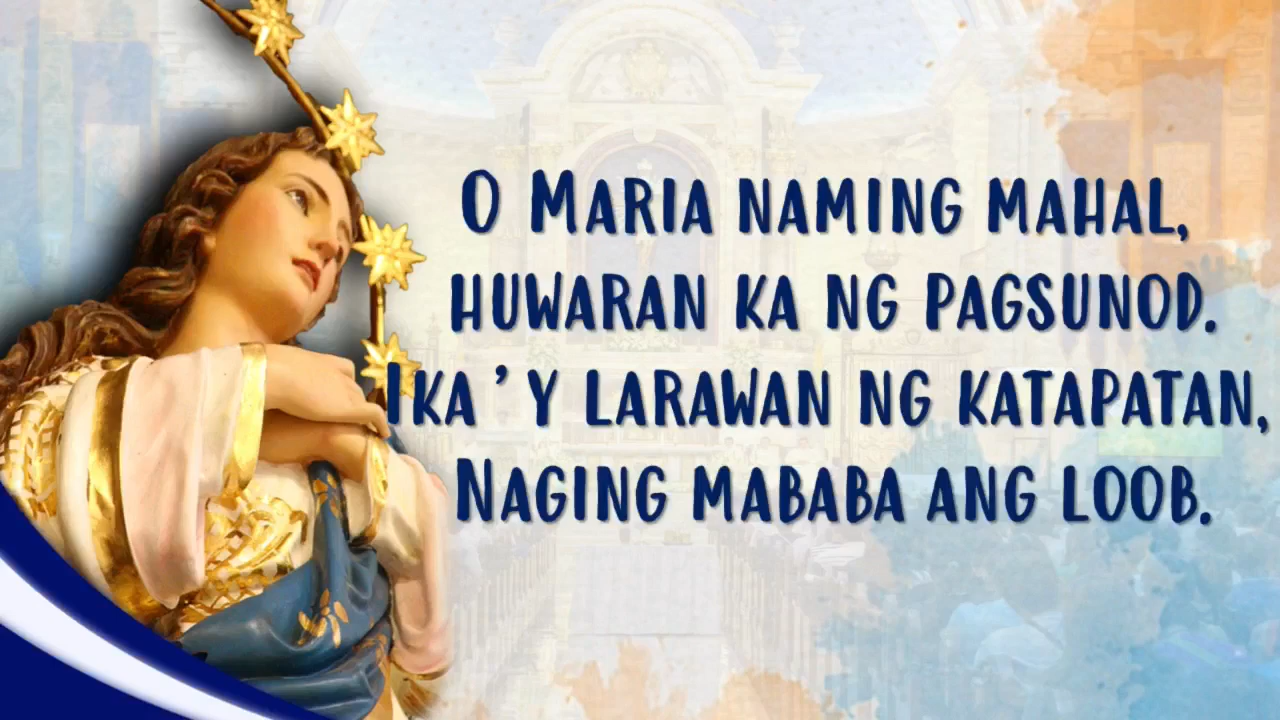 O Maria naming mahal,
huwaran ka ng pagsunod.
Ika'y larawan ng katapatan,
Naging mababa ang loob.